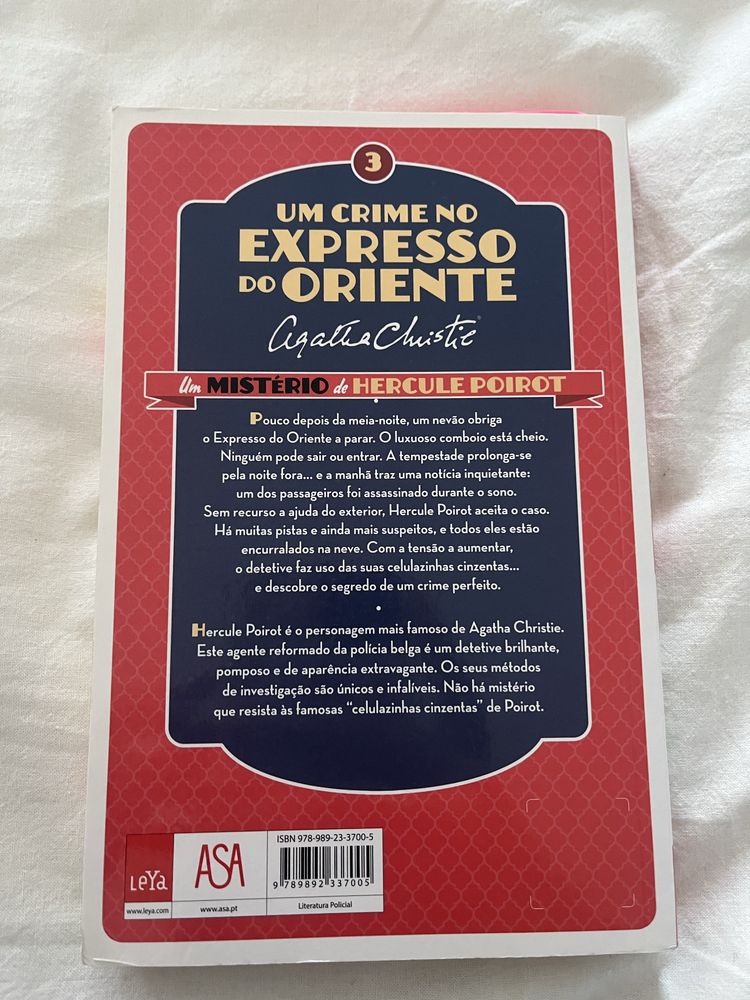 3
UM CRIME NO
EXPRESSO
DO ORIENTE
Agatha Christie®
Um MISTÉRIO de HERCULE POIROT
•
Pouco depois da meia-noite, um nevão obriga
o Expresso do Oriente a parar. O luxuoso comboio está cheio.
Ninguém pode sair ou entrar. A tempestade prolonga-se
pela noite fora... e a manhã traz uma notícia inquietante:
um dos passageiros foi assassinado durante o sono.
Sem recurso a ajuda do exterior, Hercule Poirot aceita o caso.
Há muitas pistas e ainda mais suspeitos, e todos eles estão
encurralados na neve. Com a tensão a aumentar,
o detetive faz uso das suas celulazinhas cinzentas...
e descobre o segredo de um crime perfeito.
•
Hercule Poirot é o personagem mais famoso de Agatha Christie.
Este agente reformado da polícia belga é um detetive brilhante,
pomposo e de aparência extravagante. Os seus métodos
de investigação são únicos e infalíveis. Não há mistério
que resista às famosas “celulazinhas cinzentas” de Poirot.
LeYa
www.leya.com
ASA
www.asa.pt
ISBN 978-989-23-3700-5
9 789892 337005
Literatura Policial